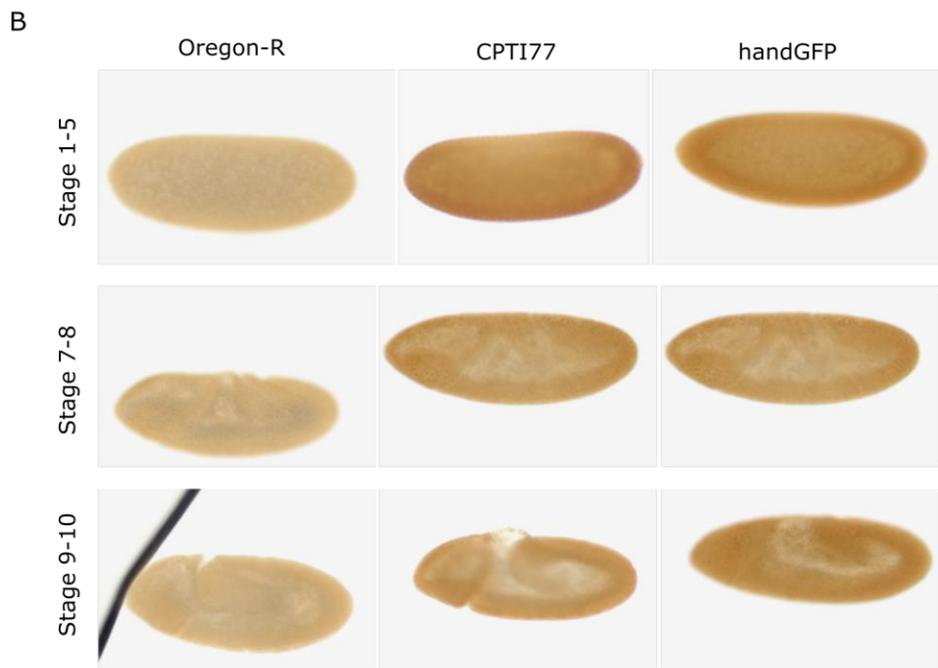 B
Oregon-R
CPTI77
handGFP
Stage 1-5
Stage 7-8
Stage 9-10